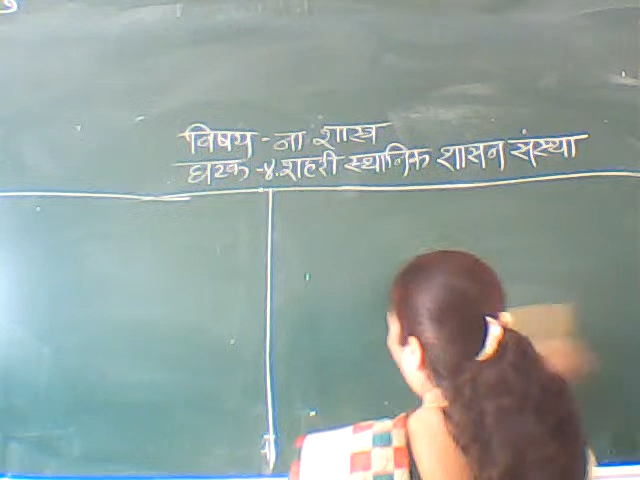 विषय - ना शास्त्र
घटक - ४. शहरी स्थानिक शासन संस्था